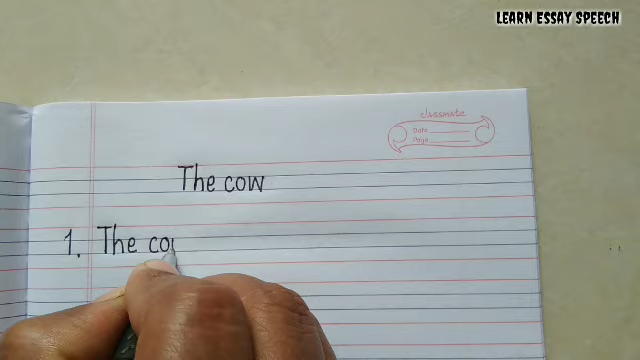 LEARN ESSAY SPEECH
classmate
Date
Page
The cow
1. The co